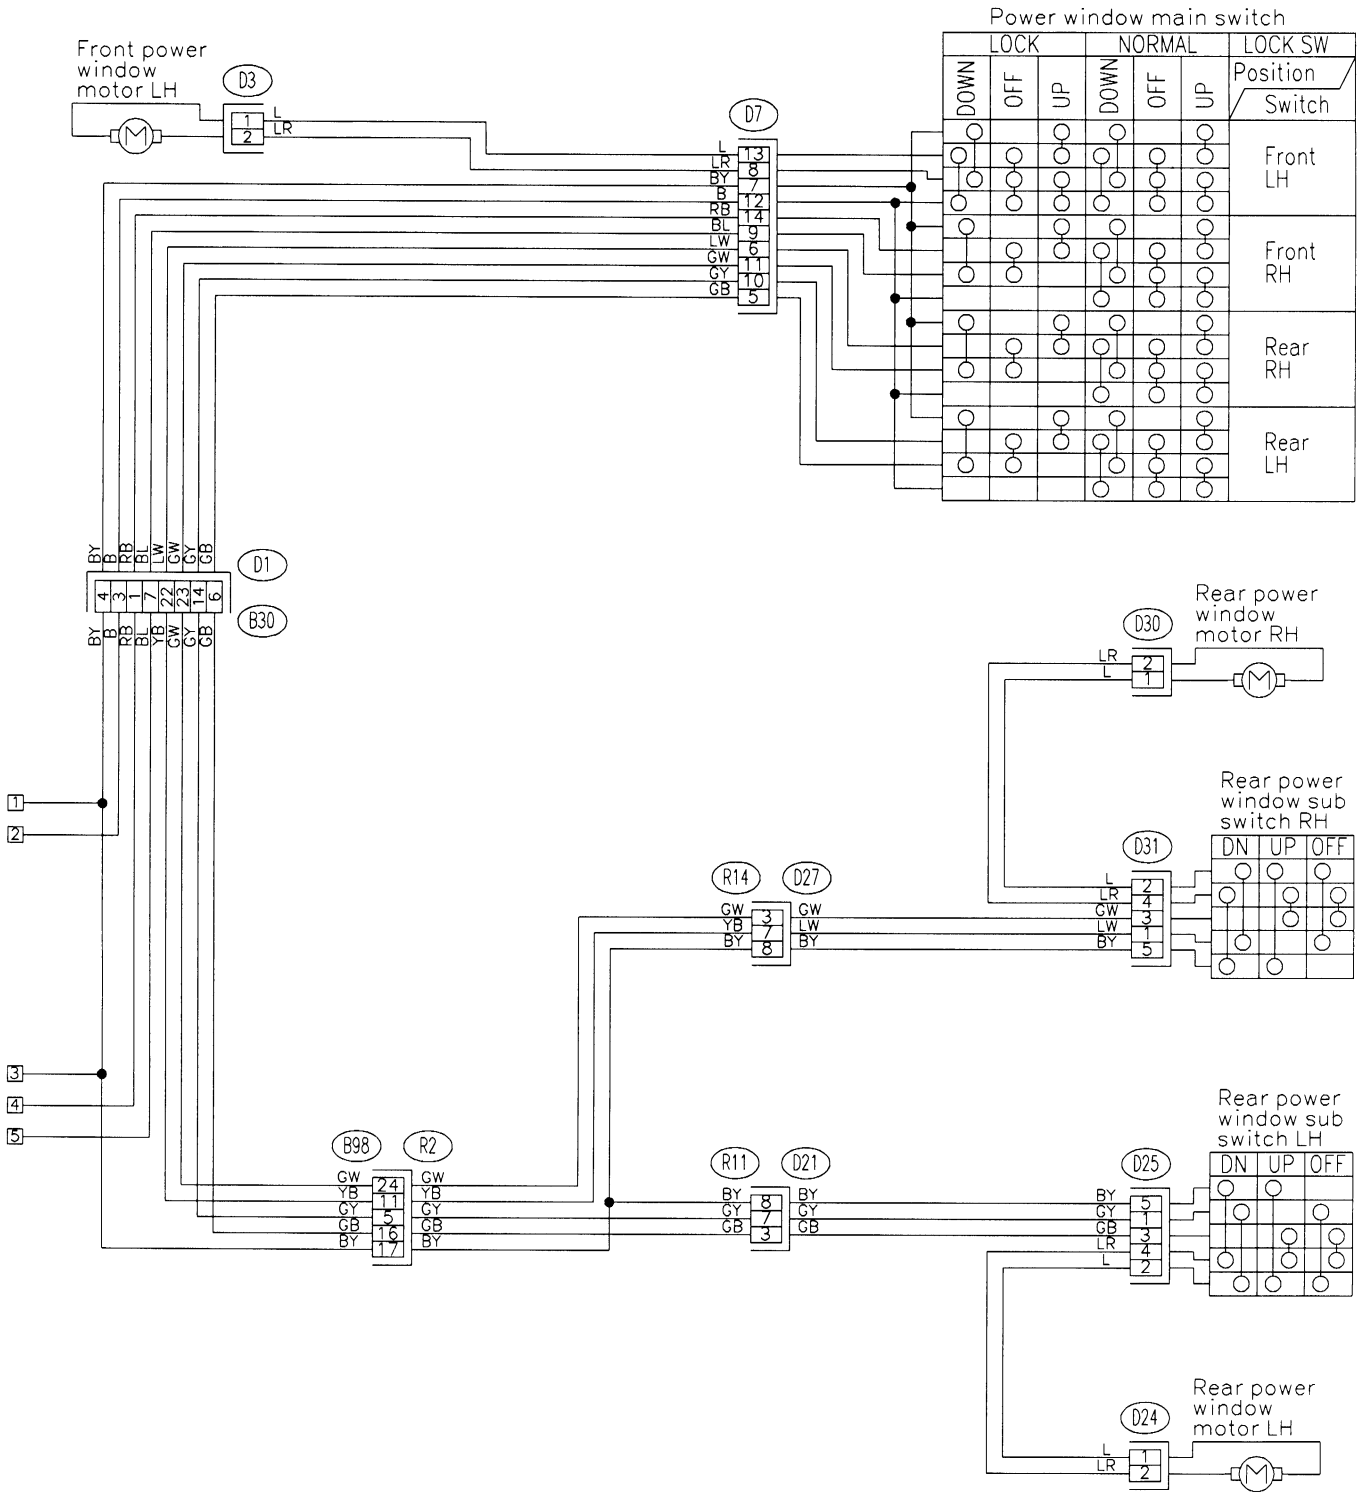 Power window main switch
LOCK NORMAL LOCK SW
DOWN OFF UP DOWN OFF UP Position
Switch
Front
LH
Front
RH
Rear
RH
Rear
LH
Front power
window
motor LH
D3
1 L
2 LR
D7
L 13
LR 8
BY 7
B 12
RB 14
BL 9
LW 6
GW 11
GY 10
GB 5
BY B RB BL LW GW GY GB
D1
4 3 1 7 22 23 14 6
B30
BY B RB BL YB GW GY GB
Rear power
window
motor RH
D30
LR 2
L 1
Rear power
window sub
switch RH
DN UP OFF
D31
L 2
LR 4
GW 3
LW 1
BY 5
R14 D27
GW 3 GW
YB 7 LW
BY 8 BY
1
2
3
4
5
B98 R2
GW 24 GW
YB 11 YB
GY 5 GY
GB 16 GB
BY 17 BY
R11 D21
BY 8 BY
GY 7 GY
GB 3 GB
Rear power
window sub
switch LH
DN UP OFF
D25
BY 5
GY 1
GB 3
LR 4
L 2
Rear power
window
motor LH
D24
L 1
LR 2
M
M
M